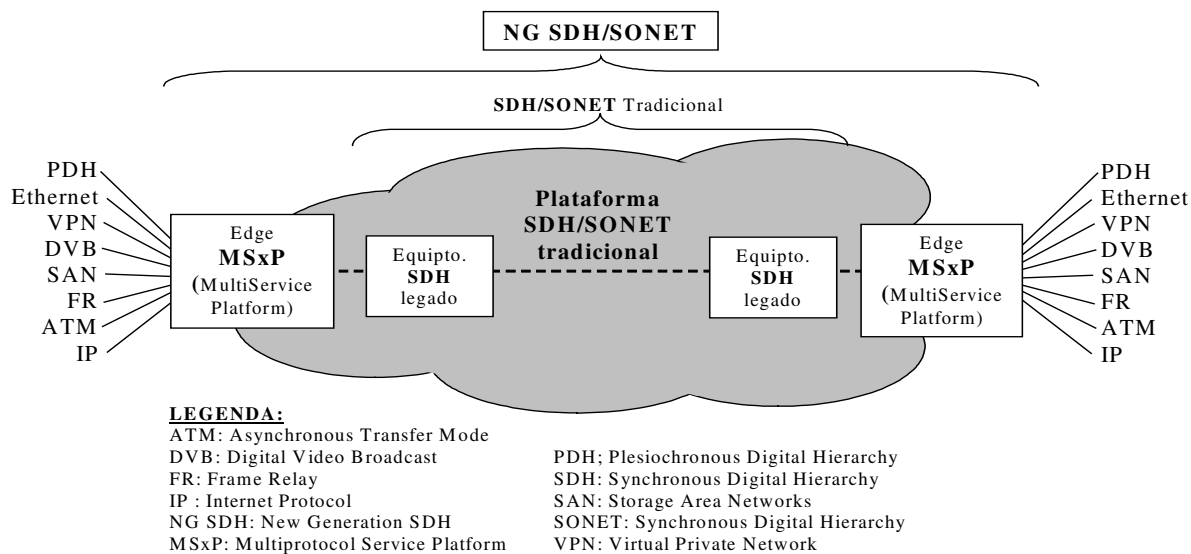 NG SDH/SONET
SDH/SONET Tradicional
PDH
Ethernet
VPN
DVB
SAN
FR
ATM
IP
Edge
MSxP
(MultiService
Platform)
Equipto.
SDH
legado
Plataforma
SDH/SONET
tradicional
Equipto.
SDH
legado
Edge
MSxP
(MultiService
Platform)
PDH
Ethernet
VPN
DVB
SAN
FR
ATM
IP
LEGENDA:
ATM: Asynchronous Transfer Mode
DVB: Digital Video Broadcast
FR: Frame Relay
IP : Internet Protocol
NG SDH: New Generation SDH
MSxP: Multiprotocol Service Platform
PDH; Plesiochronous Digital Hierarchy
SDH: Synchronous Digital Hierarchy
SAN: Storage Area Networks
SONET: Synchronous Digital Hierarchy
VPN: Virtual Private Network